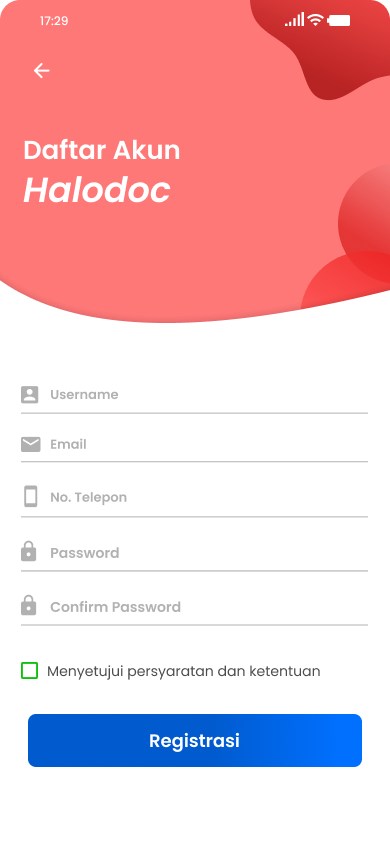 17:29
Daftar Akun
Halodoc
Username
Email
No. Telepon
Password
Confirm Password
Menyetujui persyaratan dan ketentuan
Registrasi